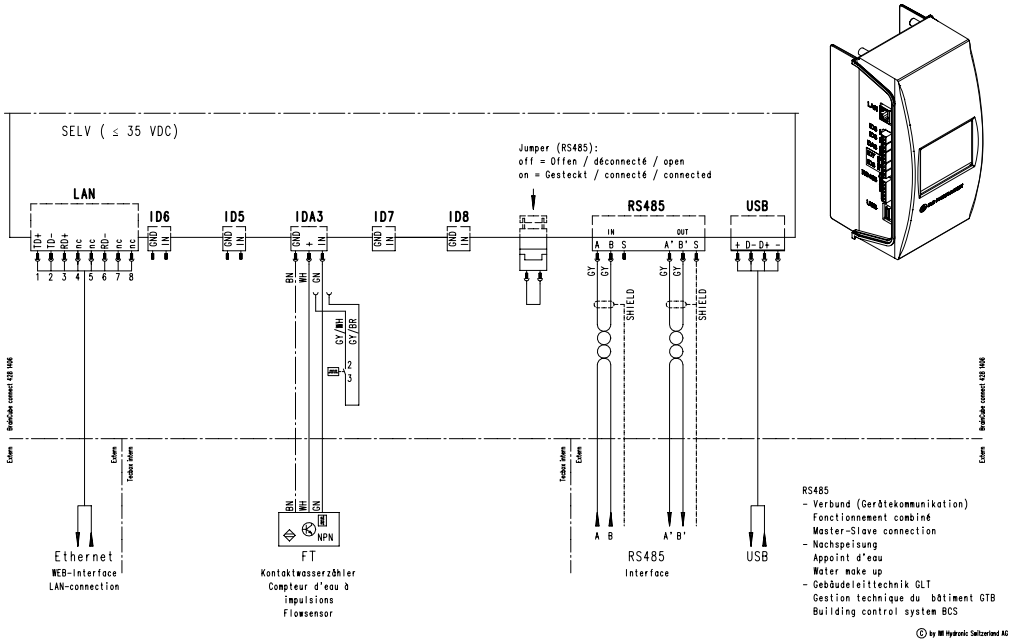 SELV ( ≤ 35 VDC)
Jumper (RS485):
off = Offen / déconnecté / open
on = Gesteckt / connecté / connected
LAN
ID6
ID5
IDA3
ID7
ID8
RS485
USB
TD+ TD- RD+ nc nc RD- nc nc
GND IN
GND IN
GND + IN
GND IN
GND IN
IN OUT
A B S A' B' S
+ D- D+ -
1 2 3 4 5 6 7 8
BN WH GN
GY/WH
GY/BR
2
3
GY GY
SHIELD
GY GY
SHIELD
BrainCube connect 428 1406
BrainCube connect 428 1406
Extern
Extern
Tecbox intern
Tecbox intern
Extern
Extern
BN WH GN
NPN
A B
A' B'
Ethernet
WEB-Interface
LAN-connection
FT
Kontaktwasserzähler
Compteur d'eau à
impulsions
Flowsensor
RS485
Interface
USB
RS485
- Verbund (Gerätekommunikation)
Fonctionnement combiné
Master-Slave connection
- Nachspeisung
Appoint d'eau
Water make up
- Gebäudeleittechnik GLT
Gestion technique du bâtiment GTB
Building control system BCS
© by IMI Hydronic Switzerland AG
LAN
RS485
USB